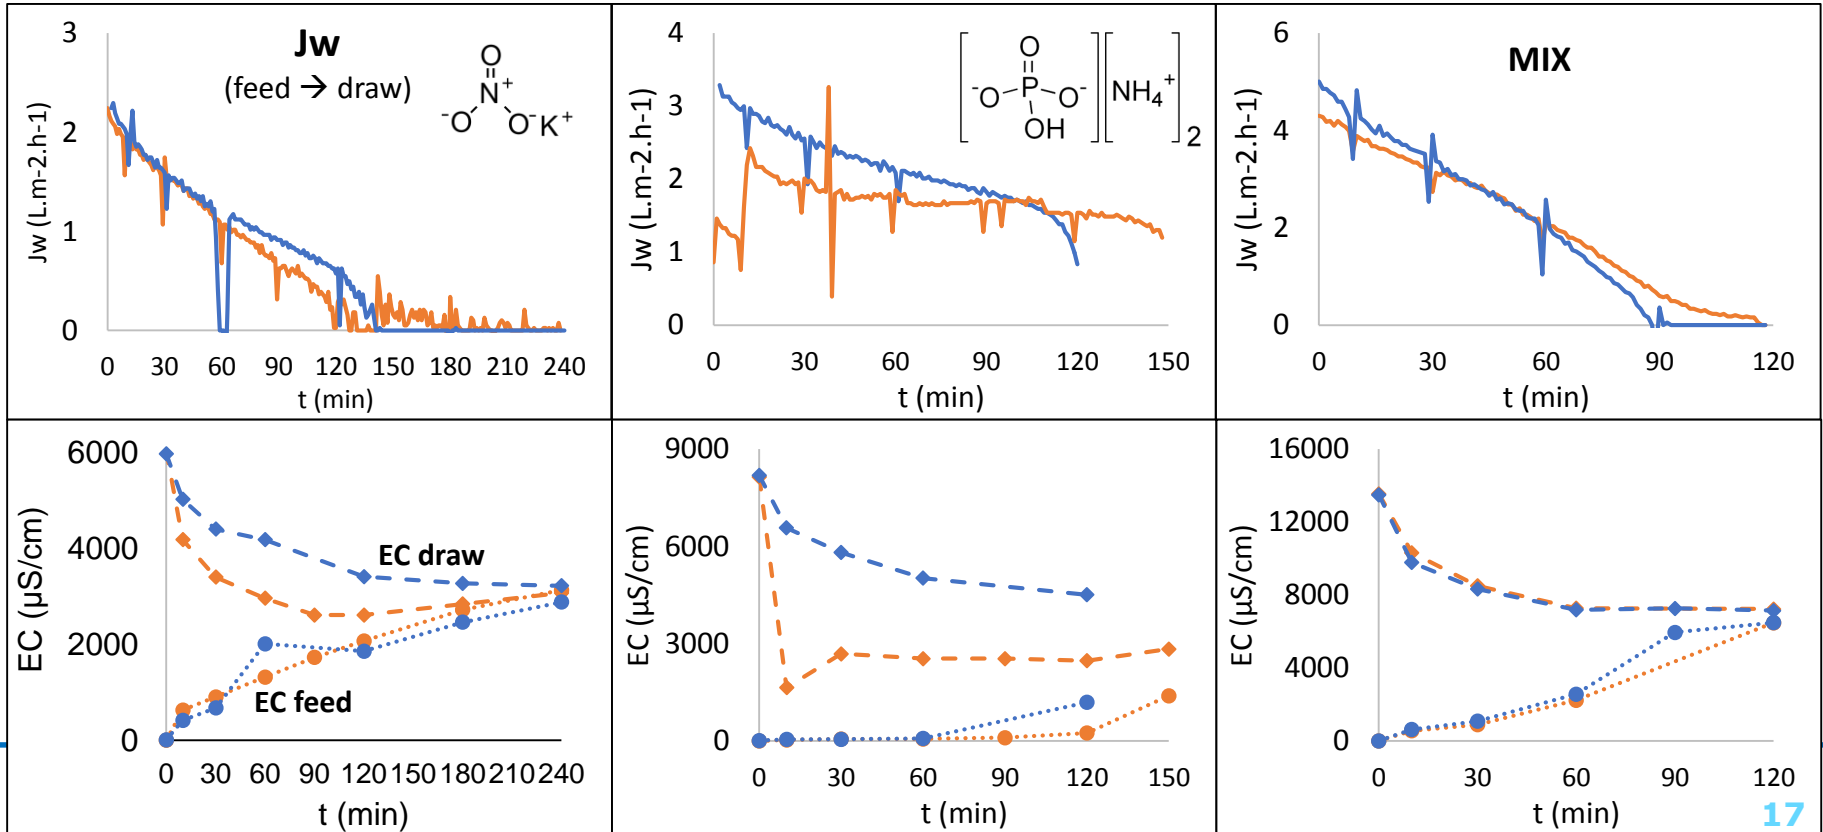 Jw
(feed → draw)
O
N+
-O O- K+
3
2
1
0
Jw (L.m-2.h-1)
0 30 60 90 120 150 180 210 240
t (min)
O
-O P O-
OH
NH4+
2
4
3
2
1
0
Jw (L.m-2.h-1)
0 30 60 90 120 150
t (min)
MIX
6
4
2
0
Jw (L.m-2.h-1)
0 30 60 90 120
t (min)
6000
4000
2000
0
EC (µS/cm)
EC draw
EC feed
0 30 60 90 120 150 180 210 240
t (min)
9000
6000
3000
0
EC (µS/cm)
0 30 60 90 120 150
t (min)
16000
12000
8000
4000
0
EC (µS/cm)
0 30 60 90 120
t (min)
17